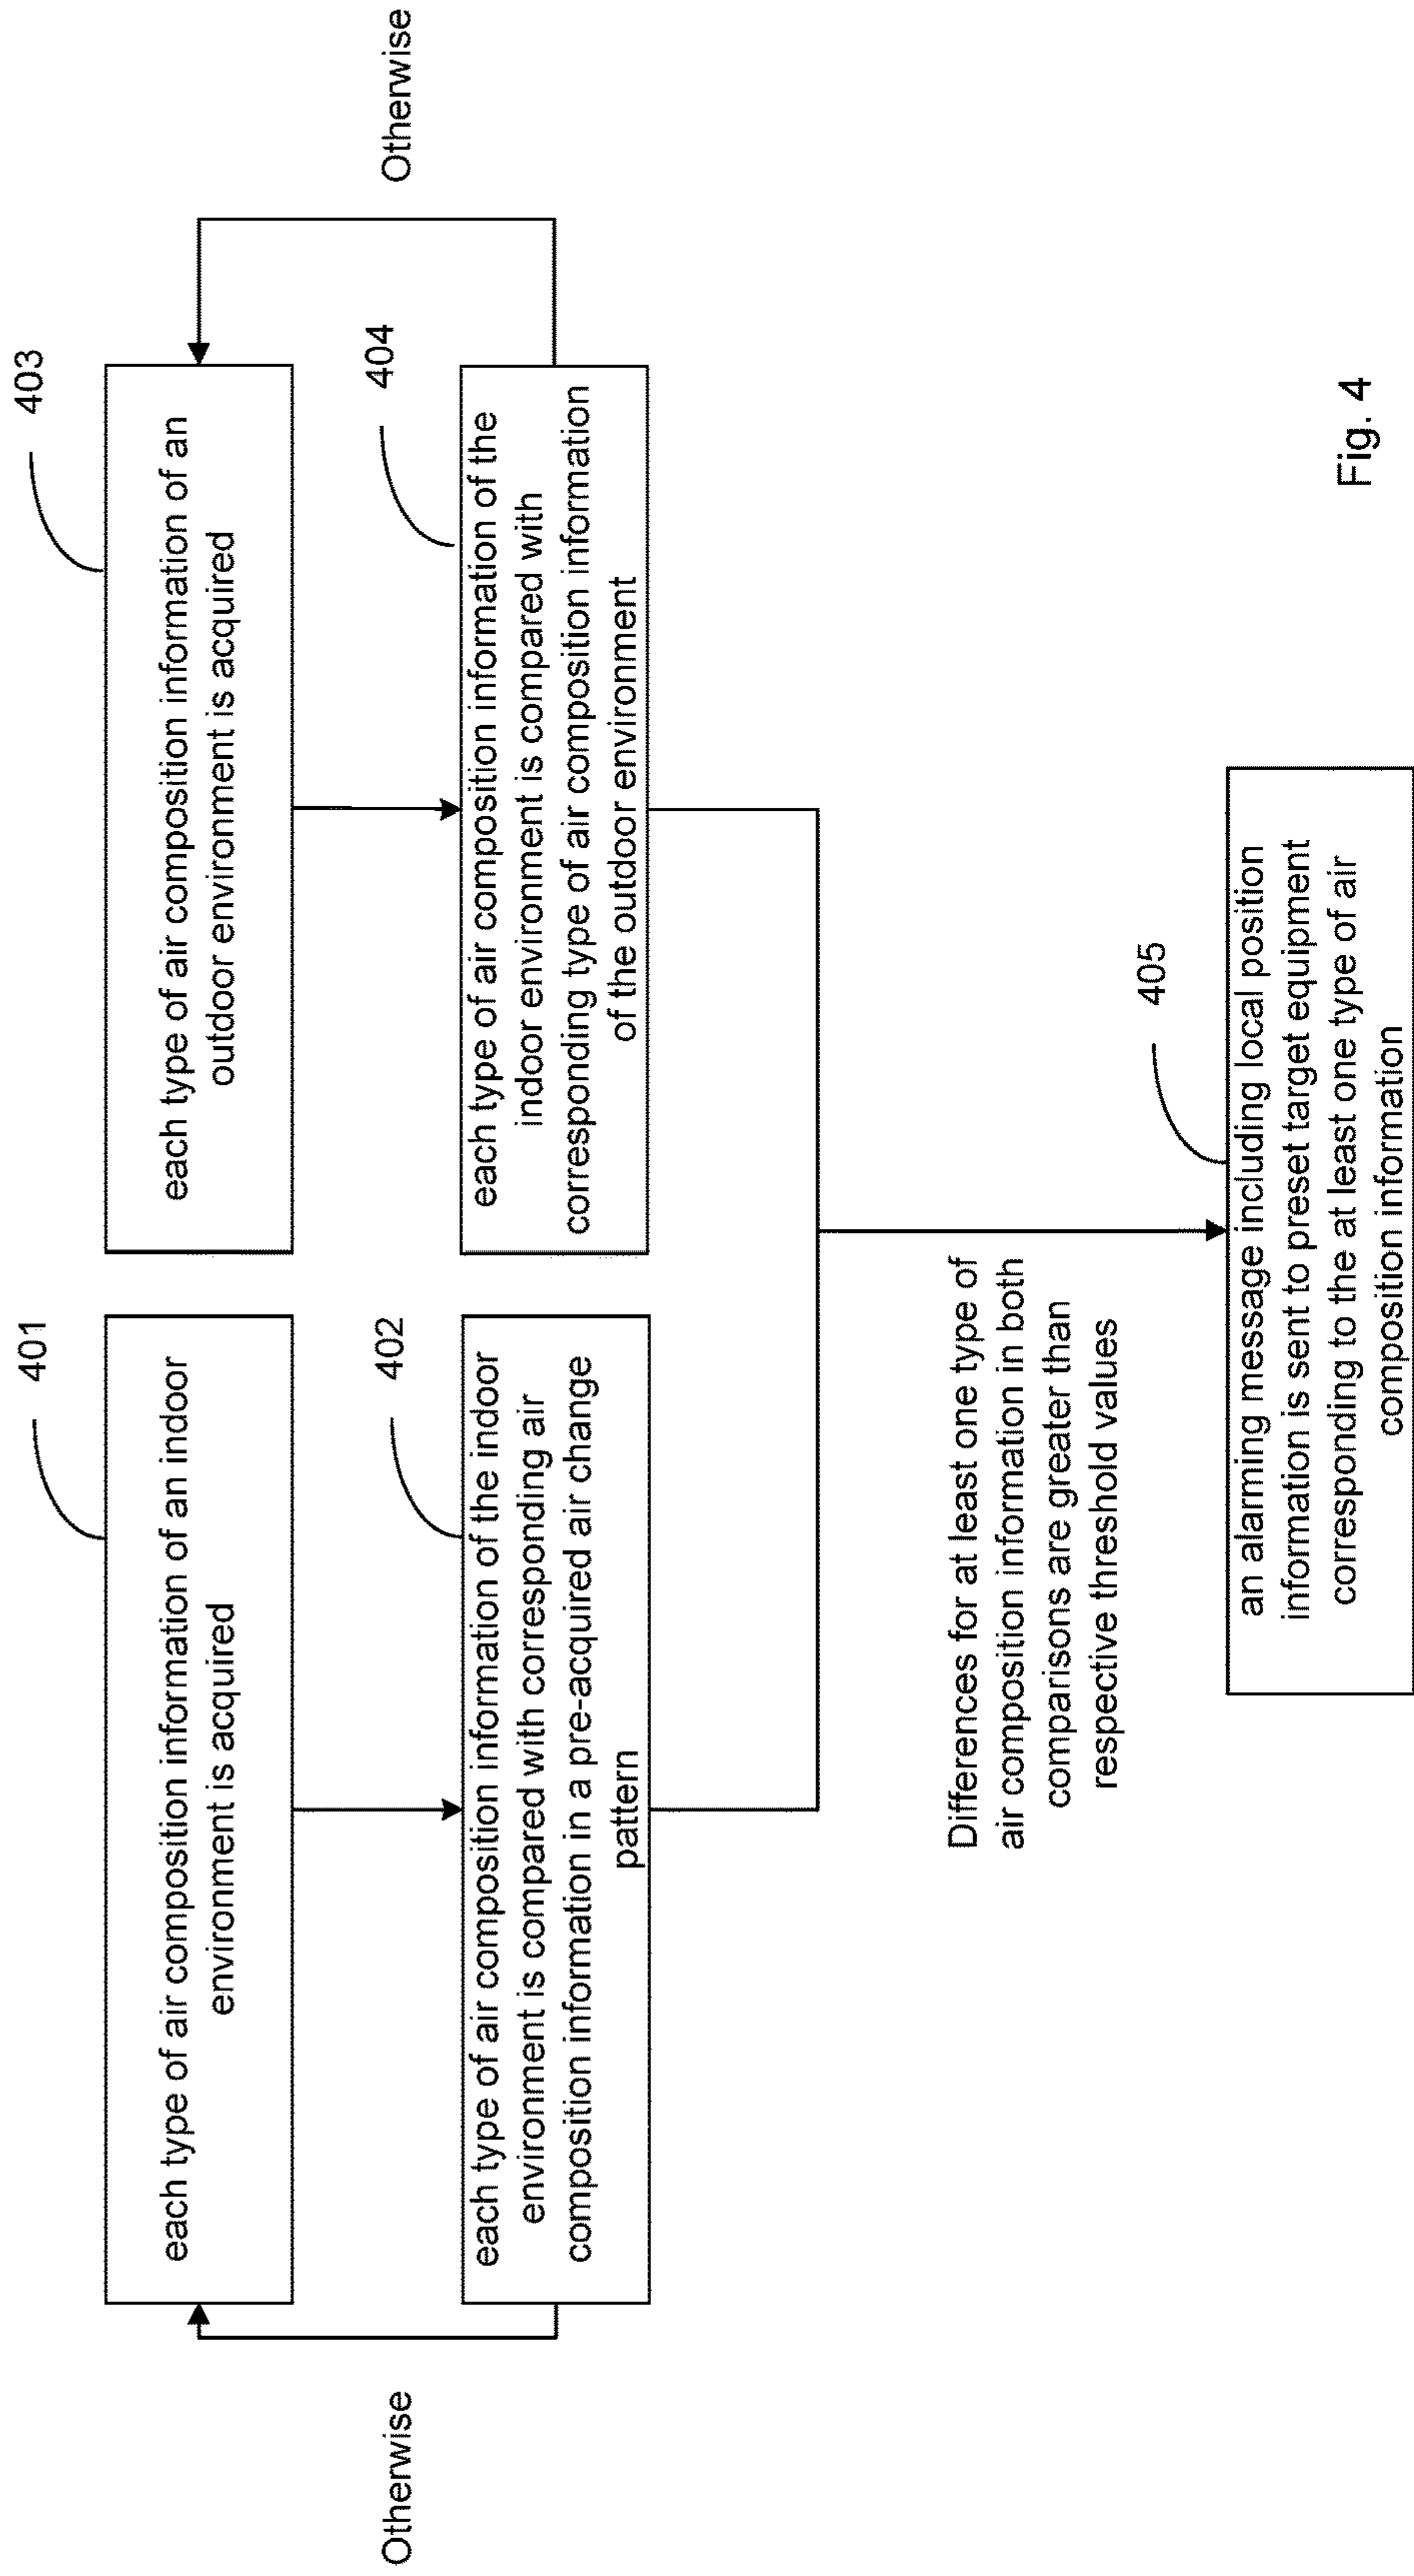 401
each type of air composition information of an indoor
environment is acquired
403
each type of air composition information of an
outdoor environment is acquired
402
each type of air composition information of the indoor
environment is compared with corresponding air
composition information in a pre-acquired air change
pattern
404
each type of air composition information of the
indoor environment is compared with
corresponding type of air composition information
of the outdoor environment
Otherwise
Otherwise
Differences for at least one type of
air composition information in both
comparisons are greater than
respective threshold values
405
an alarming message including local position
information is sent to preset target equipment
corresponding to the at least one type of air
composition information
Fig. 4